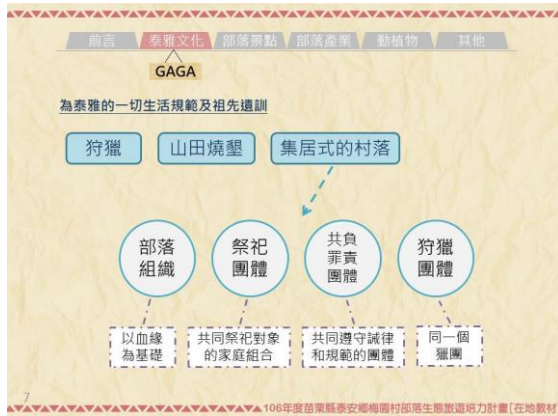 前言 泰雅文化 部落景點 部落產業 動植物 其他
GAGA
為泰雅的一切生活規範及祖先遺訓
狩獵 山田燒墾 集居式的村落
部落
組織
祭祀
團體
共負
罪責
團體
狩獵
團體
以血緣
為基礎
共同祭祀對象
的家庭組合
共同遵守誡律
和規範的團體
同一個
獵團
7
106年度苗栗縣泰安鄉梅園村部落生態旅遊培力計畫[在地教材